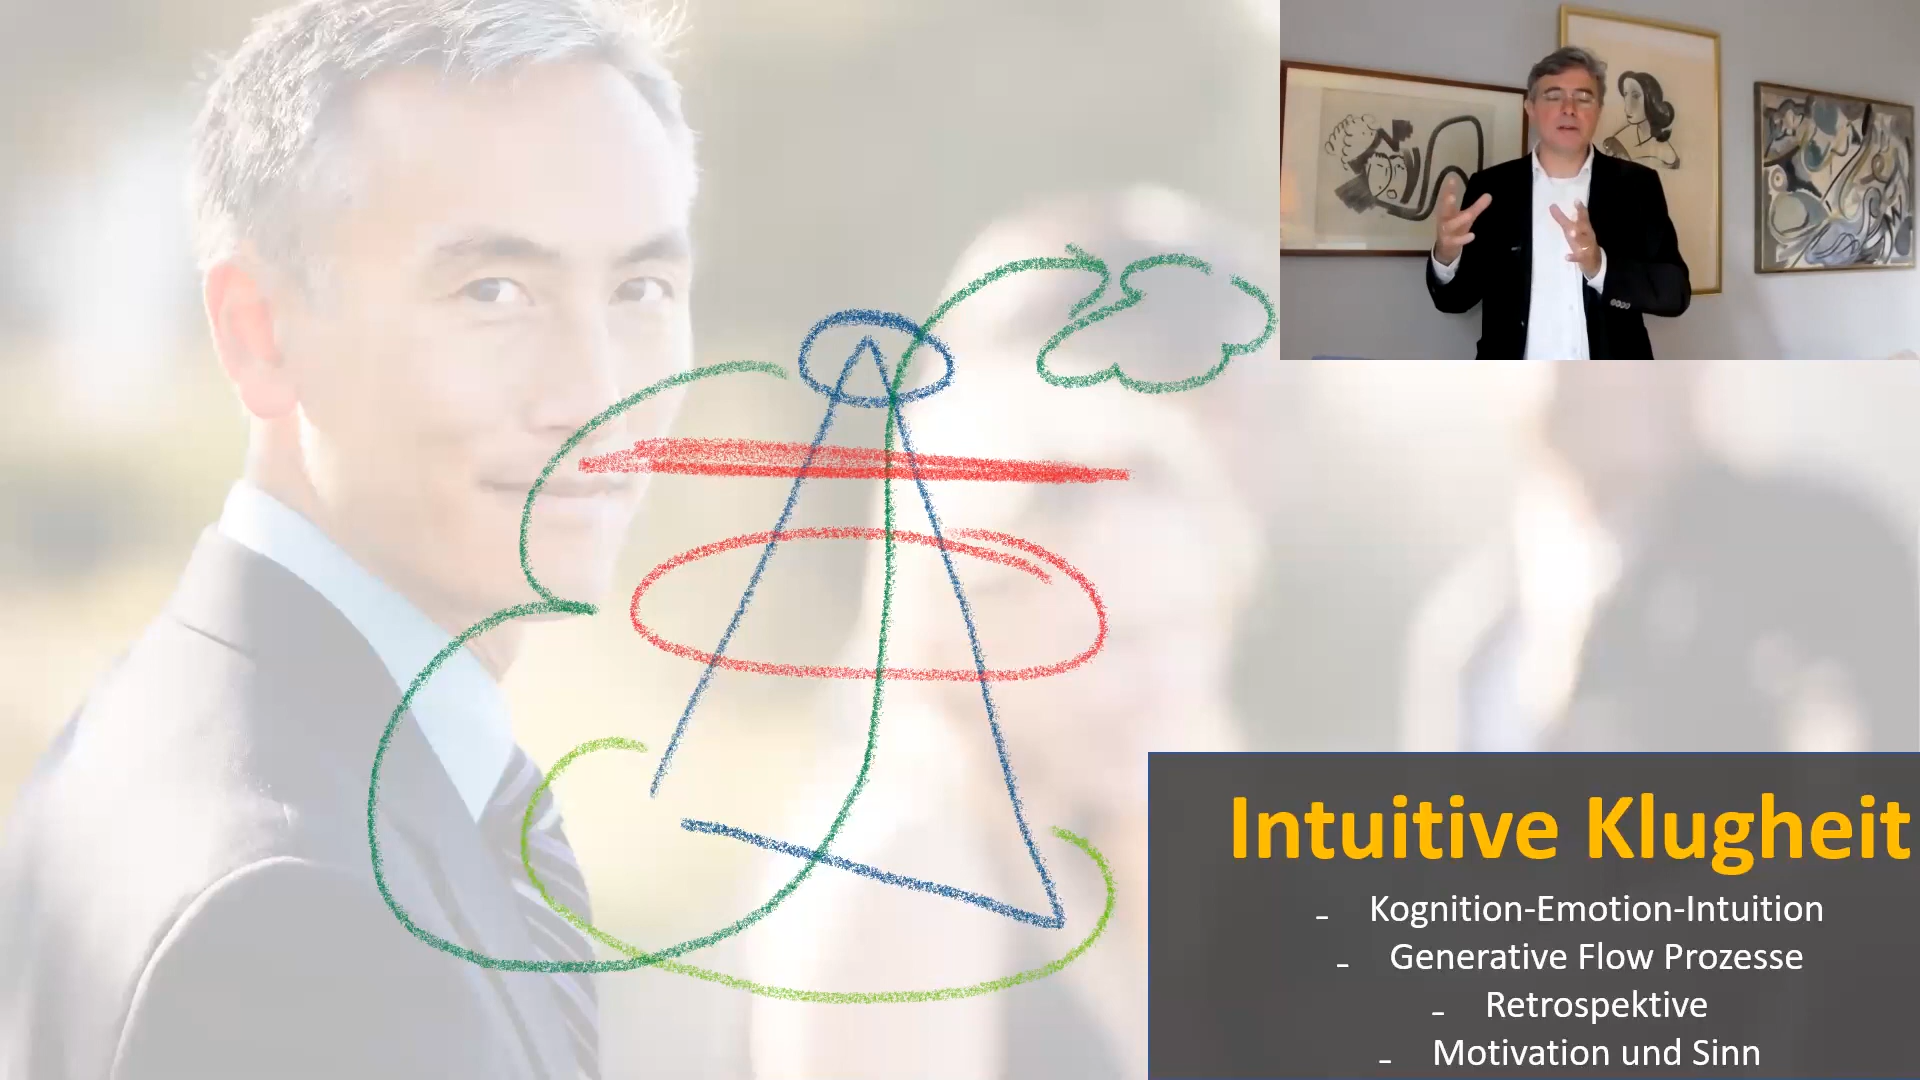 Intuitive Klugheit
- Kognition-Emotion-Intuition
- Generative Flow Prozesse
- Retrospektive
- Motivation und Sinn